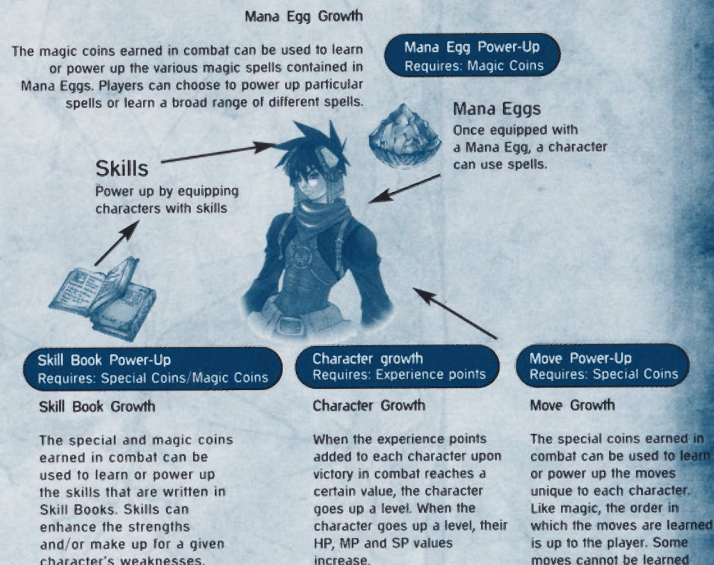 Mana Egg Growth
The magic coins earned in combat can be used to learn
or power up the various magic spells contained in
Mana Eggs. Players can choose to power up particular
spells or learn a broad range of different spells.
Mana Egg Power-Up
Requires: Magic Coins
Mana Eggs
Once equipped with
a Mana Egg, a character
can use spells.
Skills
Power up by equipping
characters with skills
Skill Book Power-Up
Requires: Special Coins/Magic Coins
Skill Book Growth
The special and magic coins
earned in combat can be
used to learn or power up
the skills that are written in
Skill Books. Skills can
enhance the strengths
and/or make up for a given
character's weaknesses.
Character growth
Requires: Experience points
Character Growth
When the experience points
added to each character upon
victory in combat reaches a
certain value, the character
goes up a level. When the
character goes up a level, their
HP, MP and SP values
increase.
Move Power-Up
Requires: Special Coins
Move Growth
The special coins earned in
combat can be used to learn
or power up the moves
unique to each character.
Like magic, the order in
which the moves are learned
is up to the player. Some
moves cannot be learned